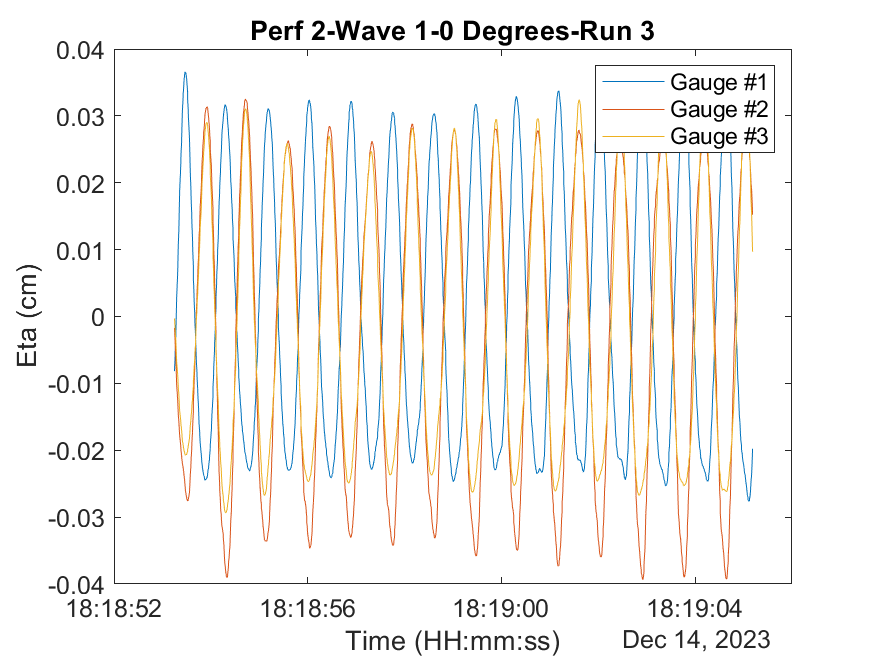 Perf 2-Wave 1-0 Degrees-Run 3
Gauge #1
Gauge #2
Gauge #3
Eta (cm)
0.04
0.03
0.02
0.01
0
-0.01
-0.02
-0.03
-0.04
18:18:52 18:18:56 18:19:00 18:19:04
Time (HH:mm:ss) Dec 14, 2023